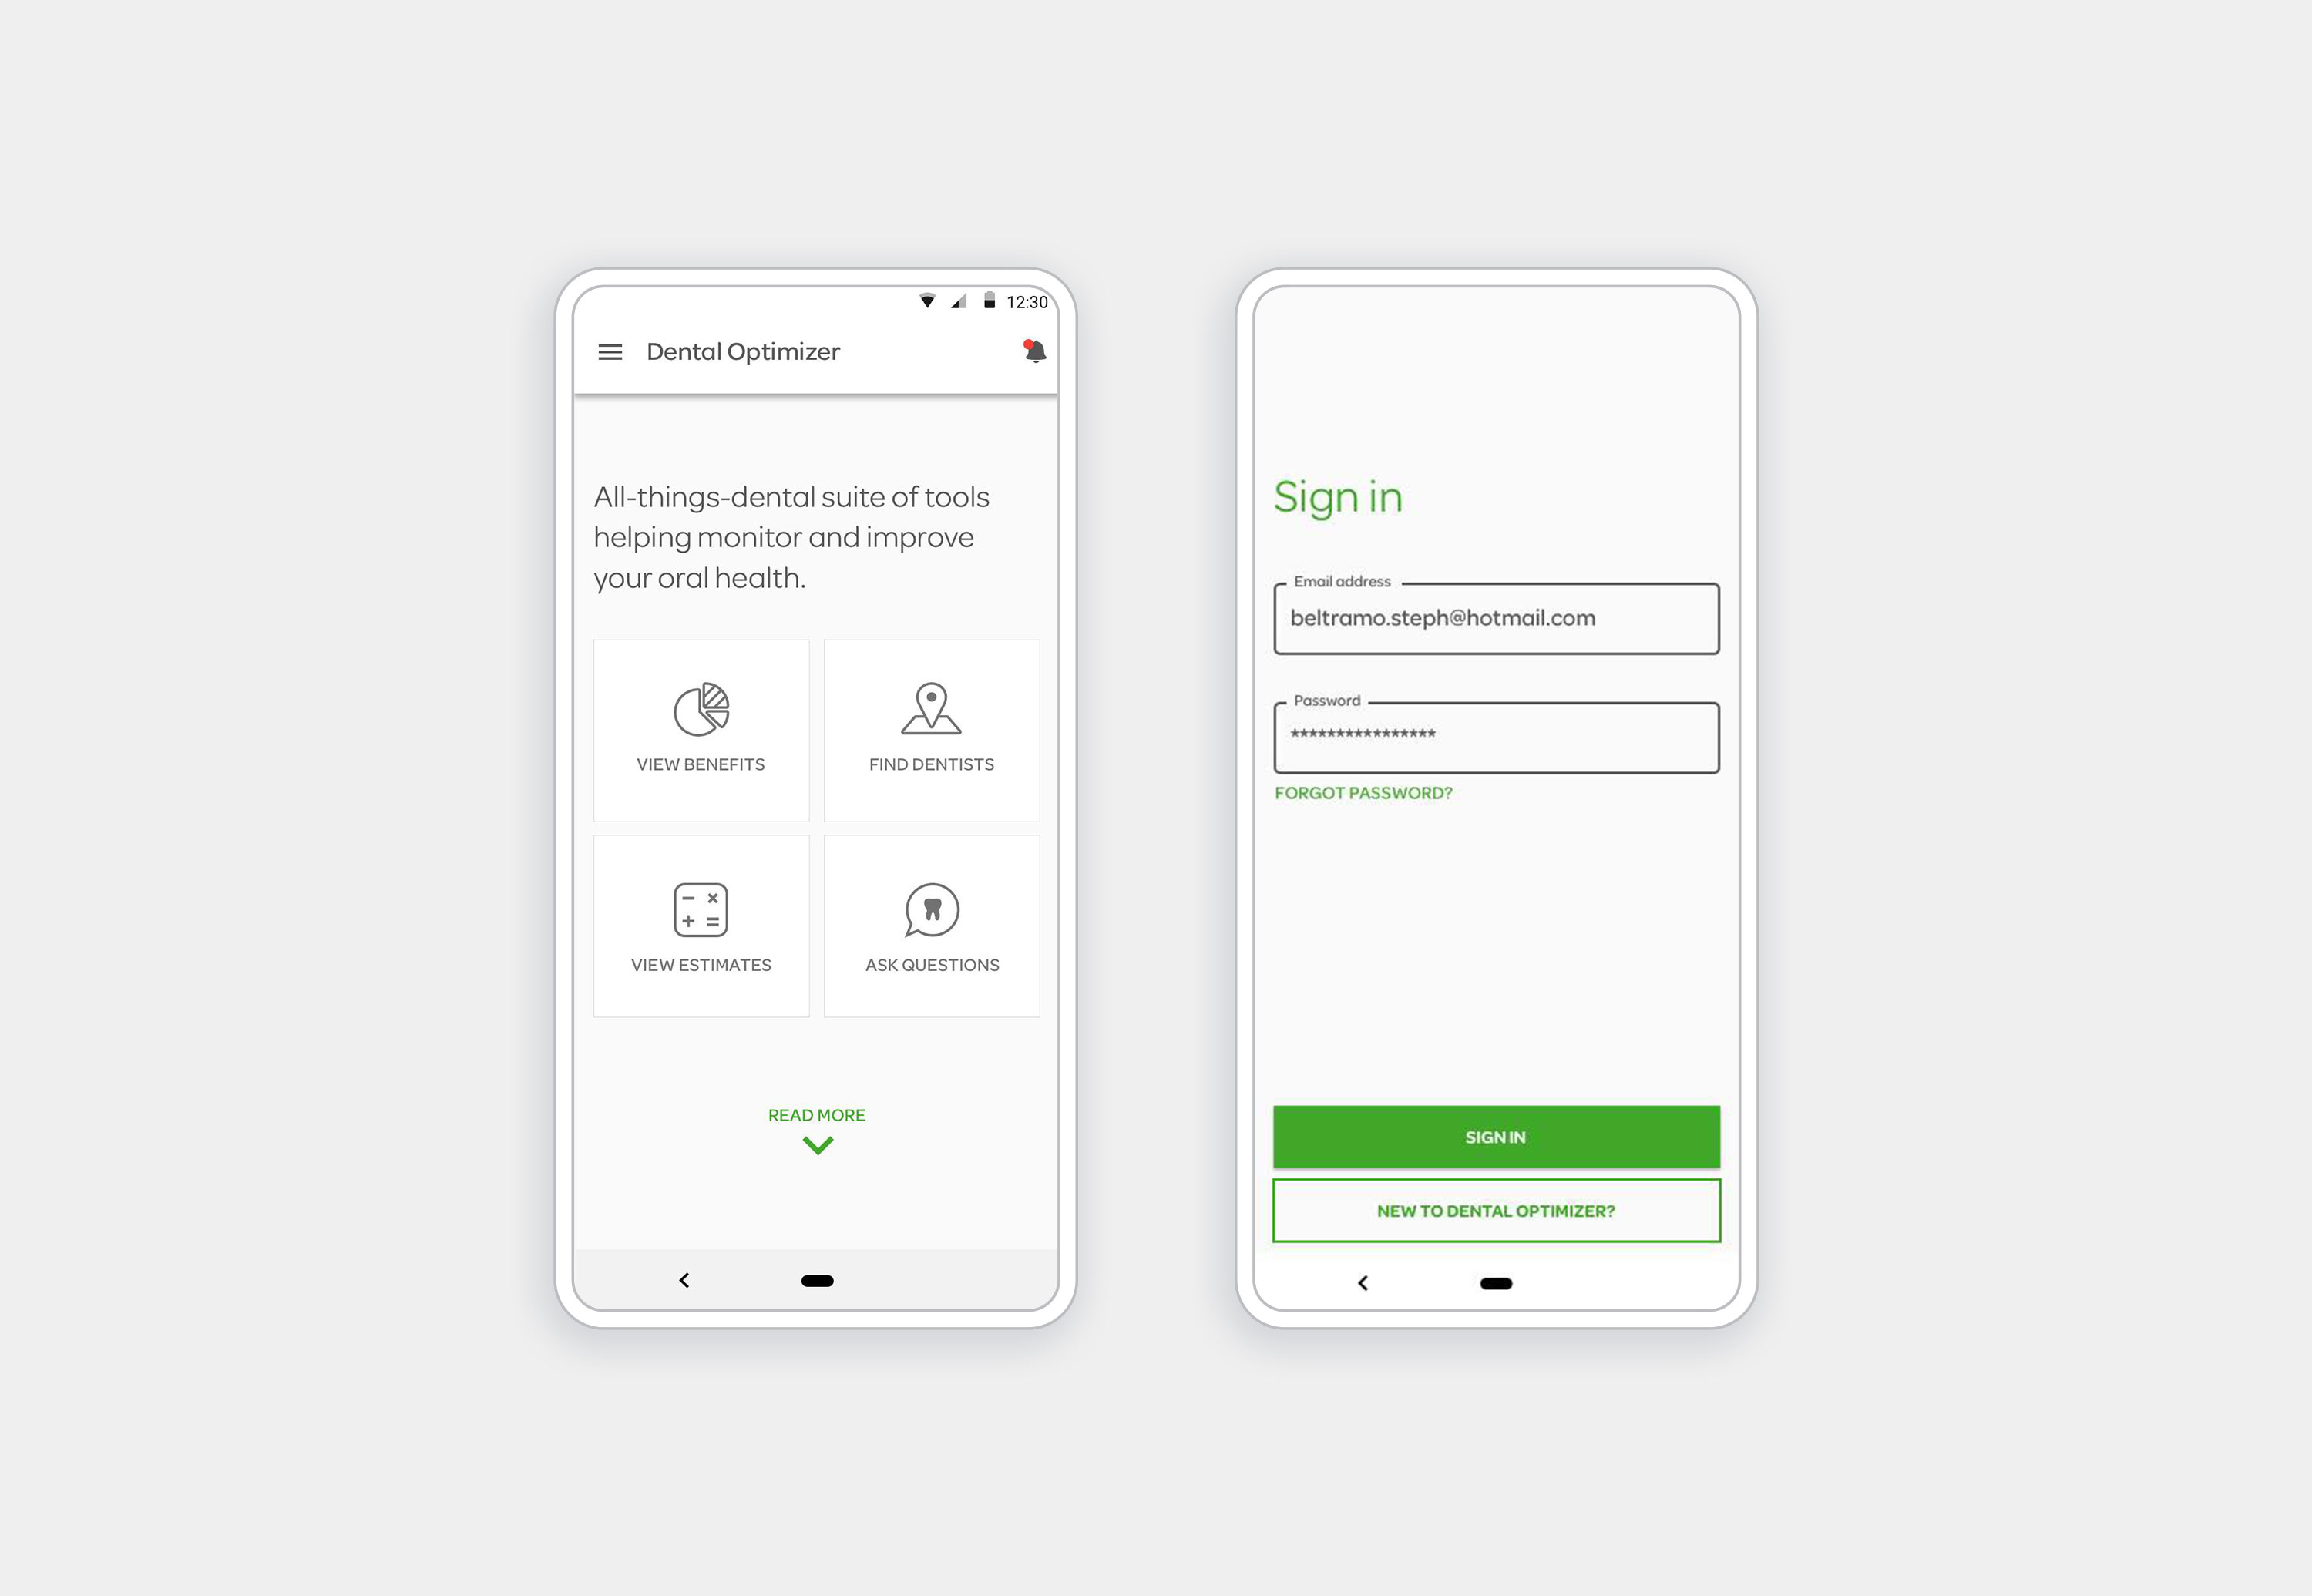 12:30
Dental Optimizer
All-things-dental suite of tools
helping monitor and improve
your oral health.
VIEW BENEFITS
FIND DENTISTS
VIEW ESTIMATES
ASK QUESTIONS
READ MORE
Sign in
Email address
beltramo.steph@hotmail.com
Password
****************
FORGOT PASSWORD?
SIGN IN
NEW TO DENTAL OPTIMIZER?